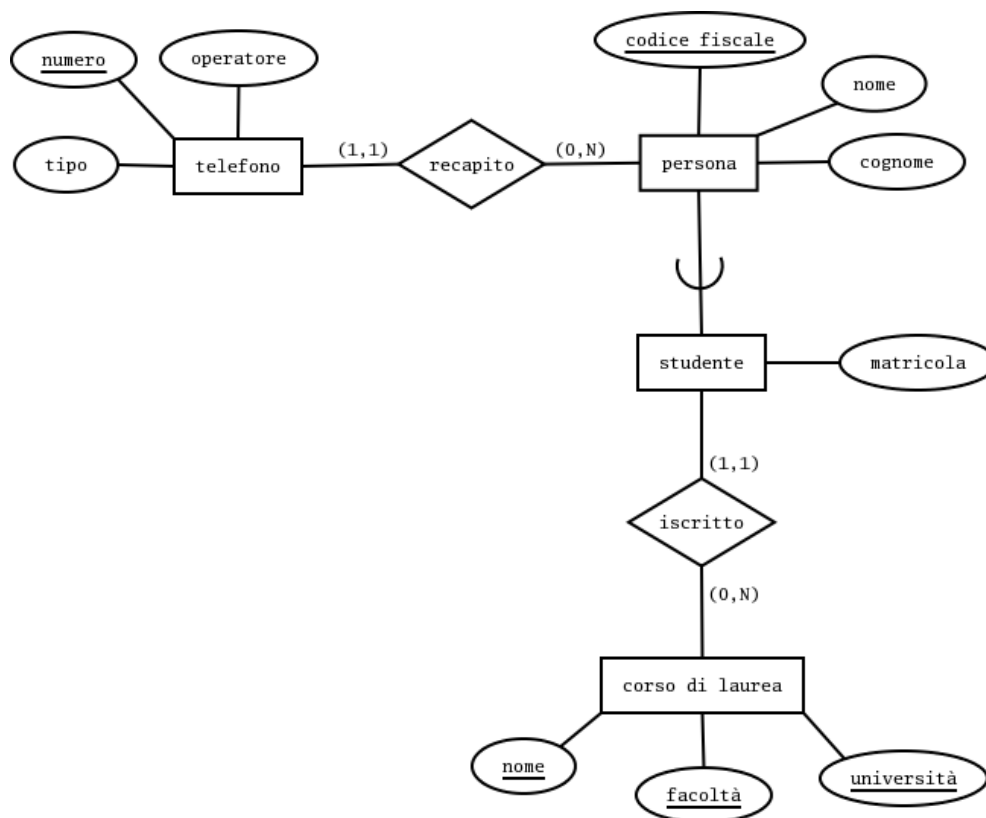 codice fiscale
numero
operatore
nome
tipo
telefono
(1,1)
recapito
(0,N)
persona
cognome
studente
matricola
(1,1)
iscritto
(0,N)
corso di laurea
nome
facoltà
università